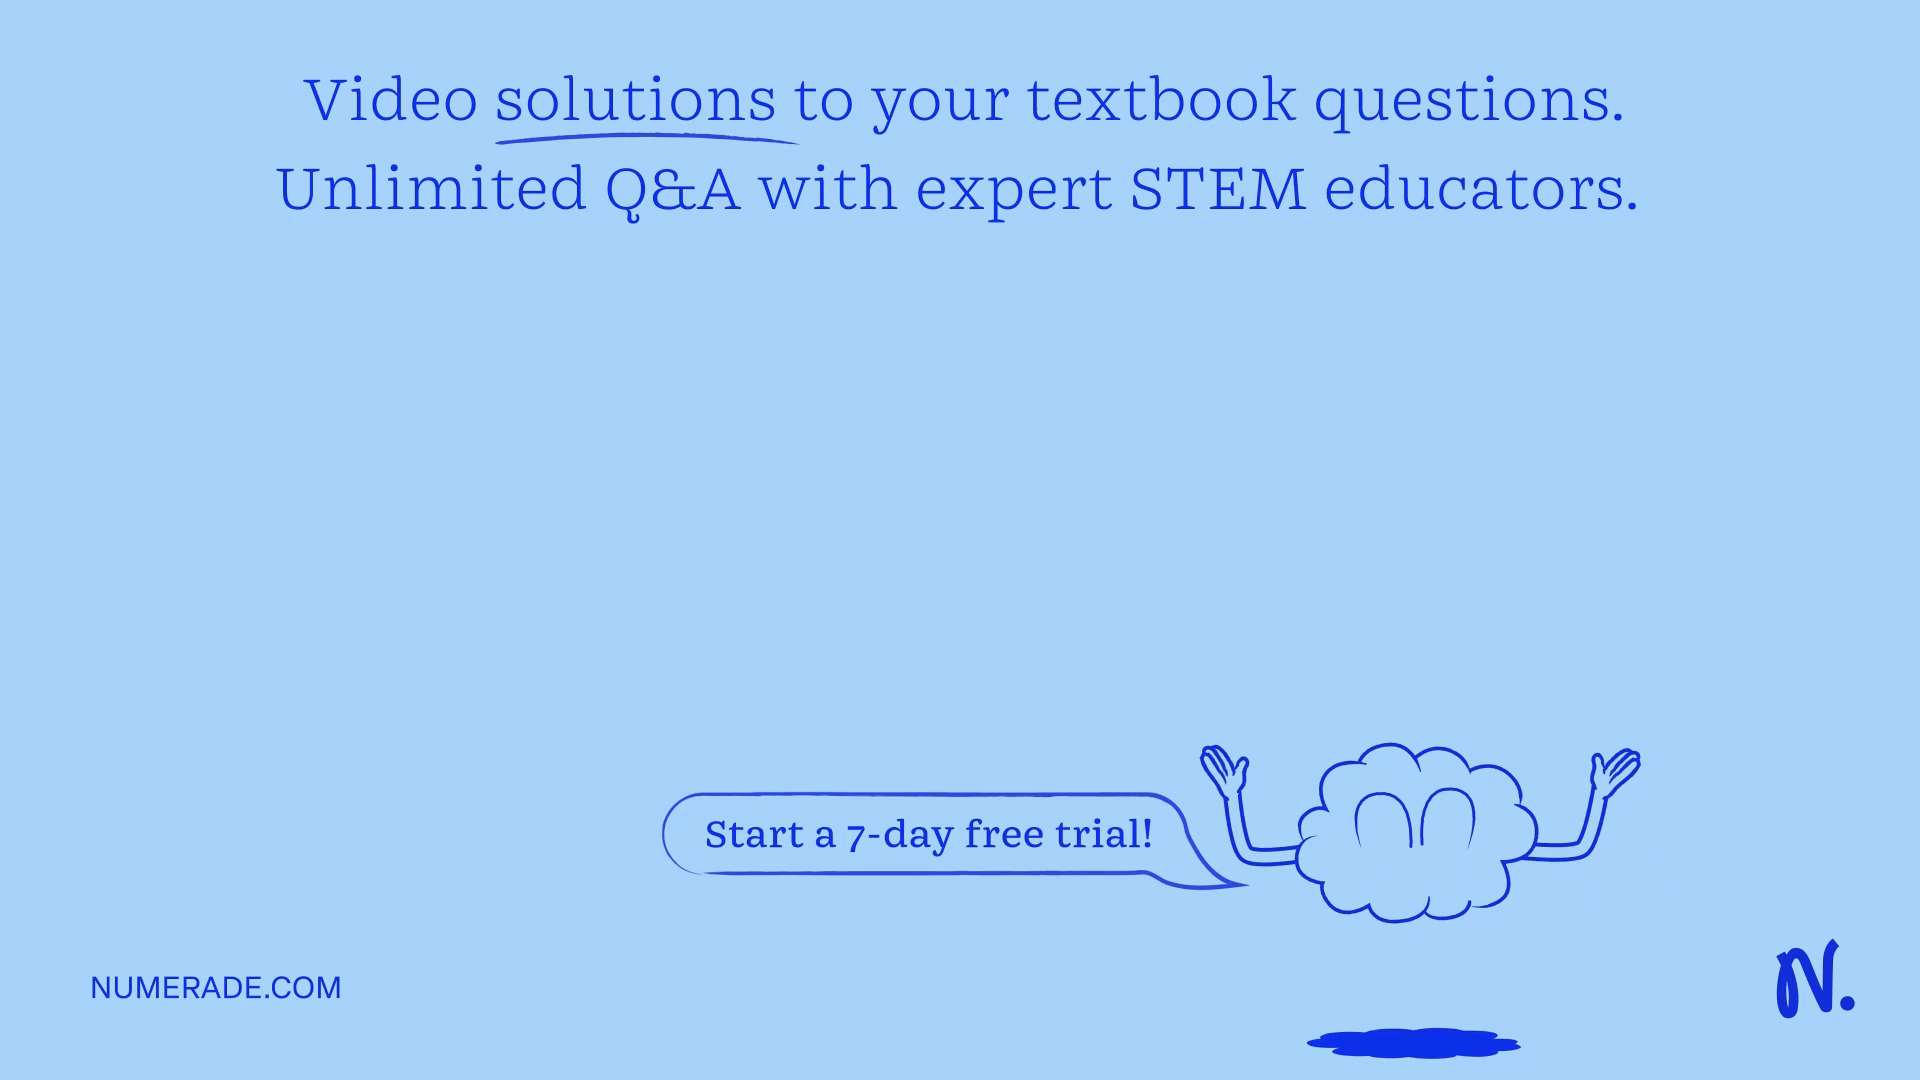 Video solutions to your textbook questions.
Unlimited Q&A with expert STEM educators.
Start a 7-day free trial!
NUMERADE.COM
N.